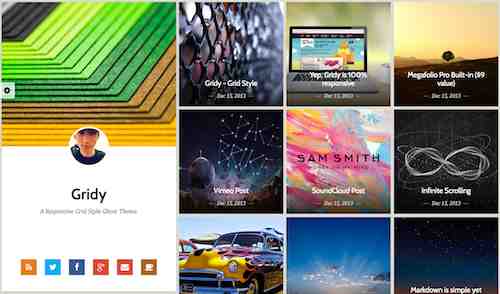 Gridy
A Responsive Grid Style Ghost Theme
Gridy - Grid Style
Dec 15, 2013
Yep, Gridy is 100%
responsive
Dec 15, 2013
Megafolio Pro Built-in ($9
value)
Dec 15, 2013
Vimeo Post
Dec 15, 2013
SAM SMITH
SoundCloud Post
Dec 15, 2013
Infinite Scrolling
Dec 15, 2013
Markdown is simple yet